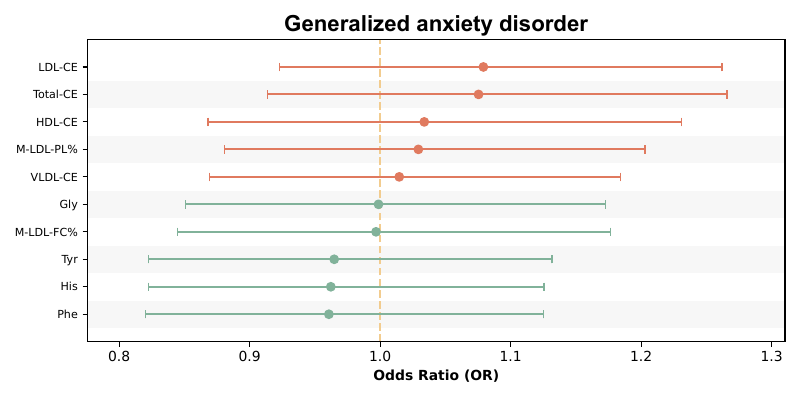 Generalized anxiety disorder
LDL-CE
Total-CE
HDL-CE
M-LDL-PL%
VLDL-CE
Gly
M-LDL-FC%
Tyr
His
Phe
0.8 0.9 1.0 1.1 1.2 1.3
Odds Ratio (OR)